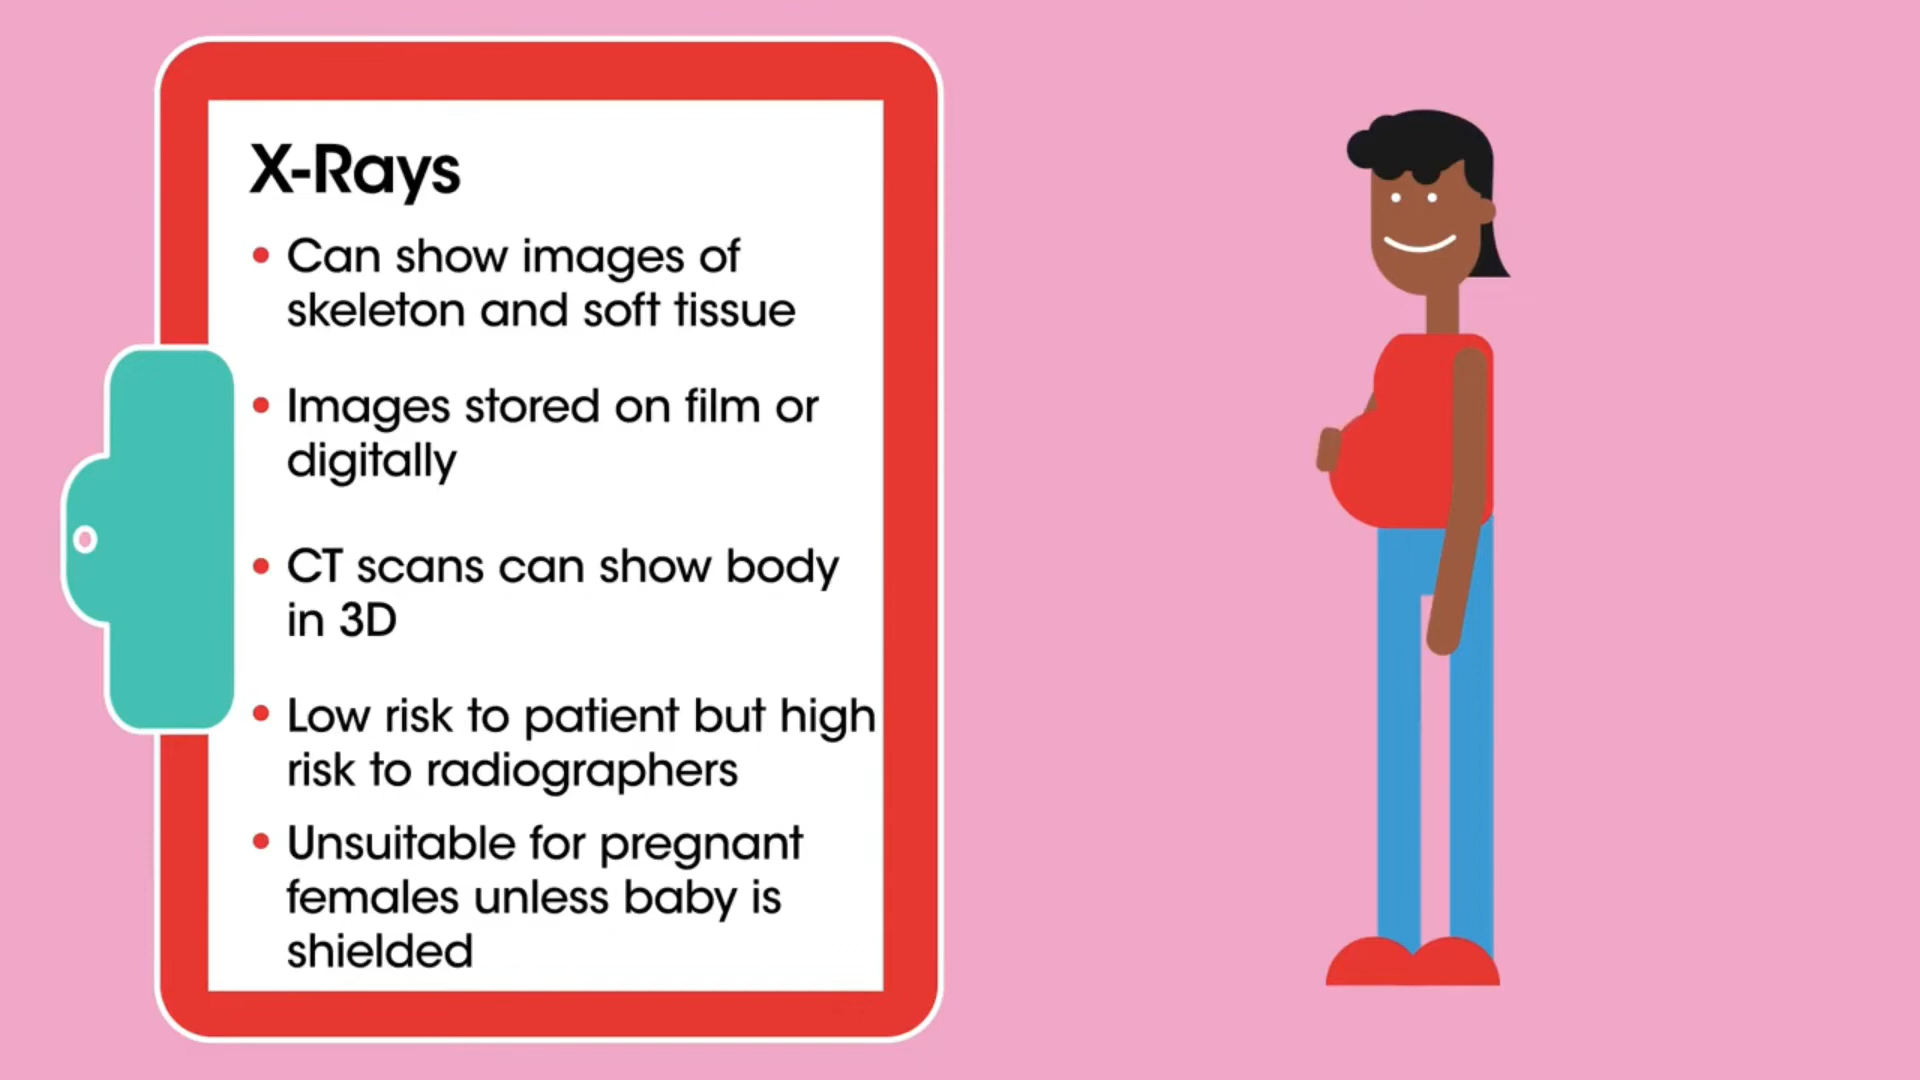 X-Rays
• Can show images of
skeleton and soft tissue
• Images stored on film or
digitally
• CT scans can show body
in 3D
• Low risk to patient but high
risk to radiographers
• Unsuitable for pregnant
females unless baby is
shielded